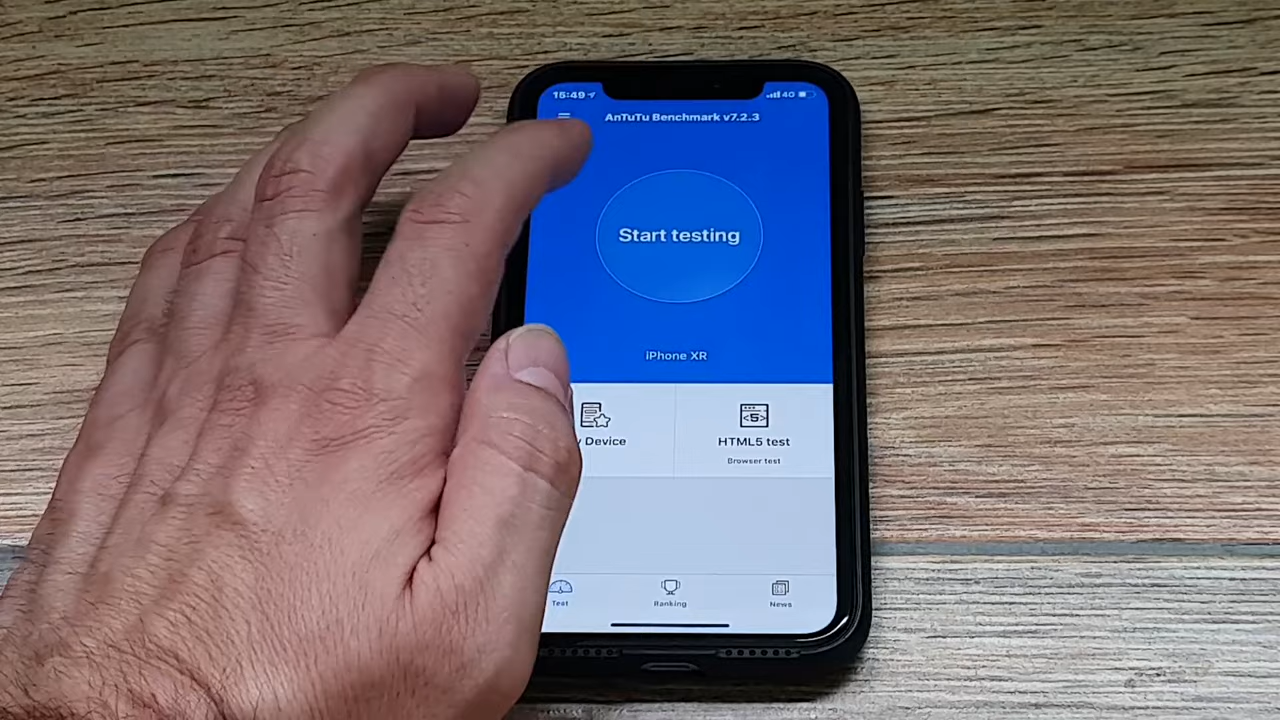 15:49
4G
AnTuTu Benchmark v7.2.3
Start testing
iPhone XR
Device
HTML5 test
Browser test
Test
Ranking
News